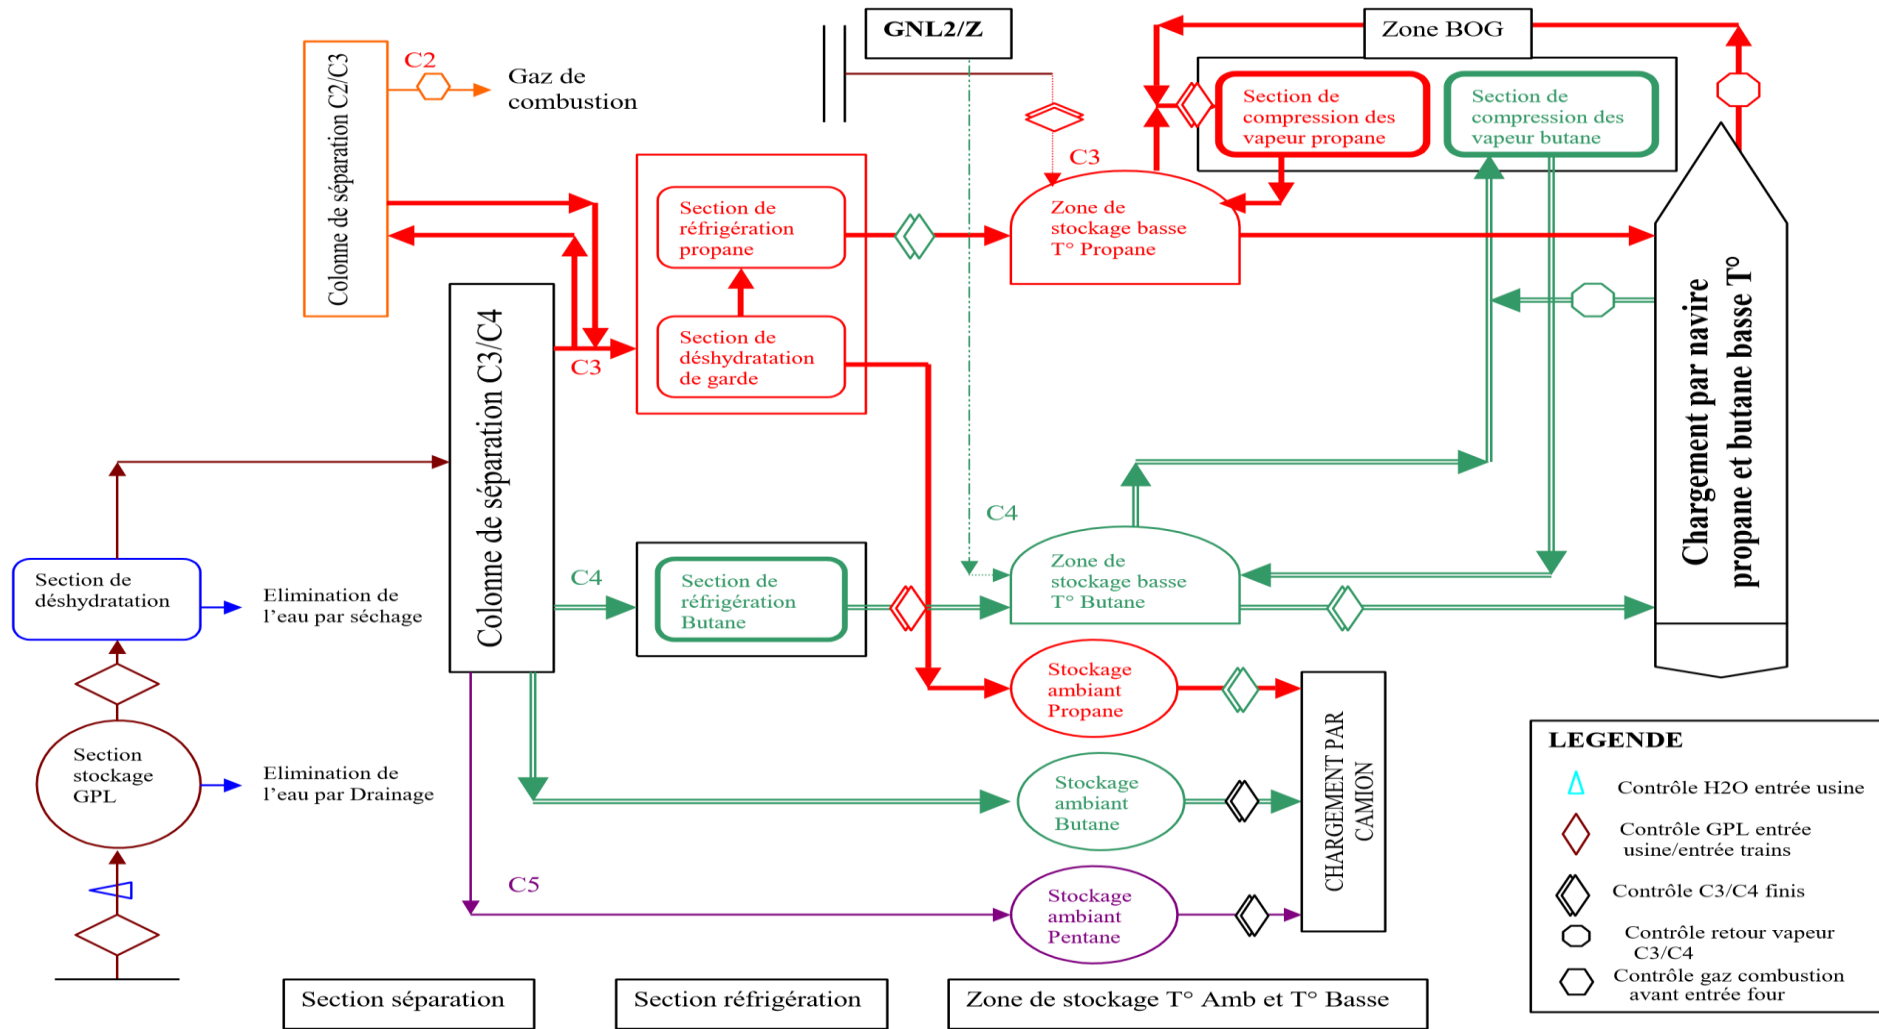 GNL2/Z
Zone BOG
Colonne de séparation C2/C3
C2
Gaz de
combustion
Section de
compression des
vapeur propane
Section de
compression des
vapeur butane
C3
Section de
réfrigération
propane
Zone de
stockage basse
T° Propane
Section de
déshydratation
de garde
C3
Colonne de séparation C3/C4
Chargement par navire
propane et butane basse T°
C4
Section de
déshydratation
Elimination de
l'eau par séchage
C4
Section de
réfrigération
Butane
Zone de
stockage basse
T° Butane
Stockage
ambiant
Propane
Section
stockage
GPL
Elimination de
l'eau par Drainage
Stockage
ambiant
Butane
CHARGEMENT PAR
CAMION
C5
Stockage
ambiant
Pentane
LEGENDE
Contrôle H2O entrée usine
Contrôle GPL entrée
usine/entrée trains
Contrôle C3/C4 finis
Contrôle retour vapeur
C3/C4
Contrôle gaz combustion
avant entrée four
Section séparation
Section réfrigération
Zone de stockage T° Amb et T° Basse